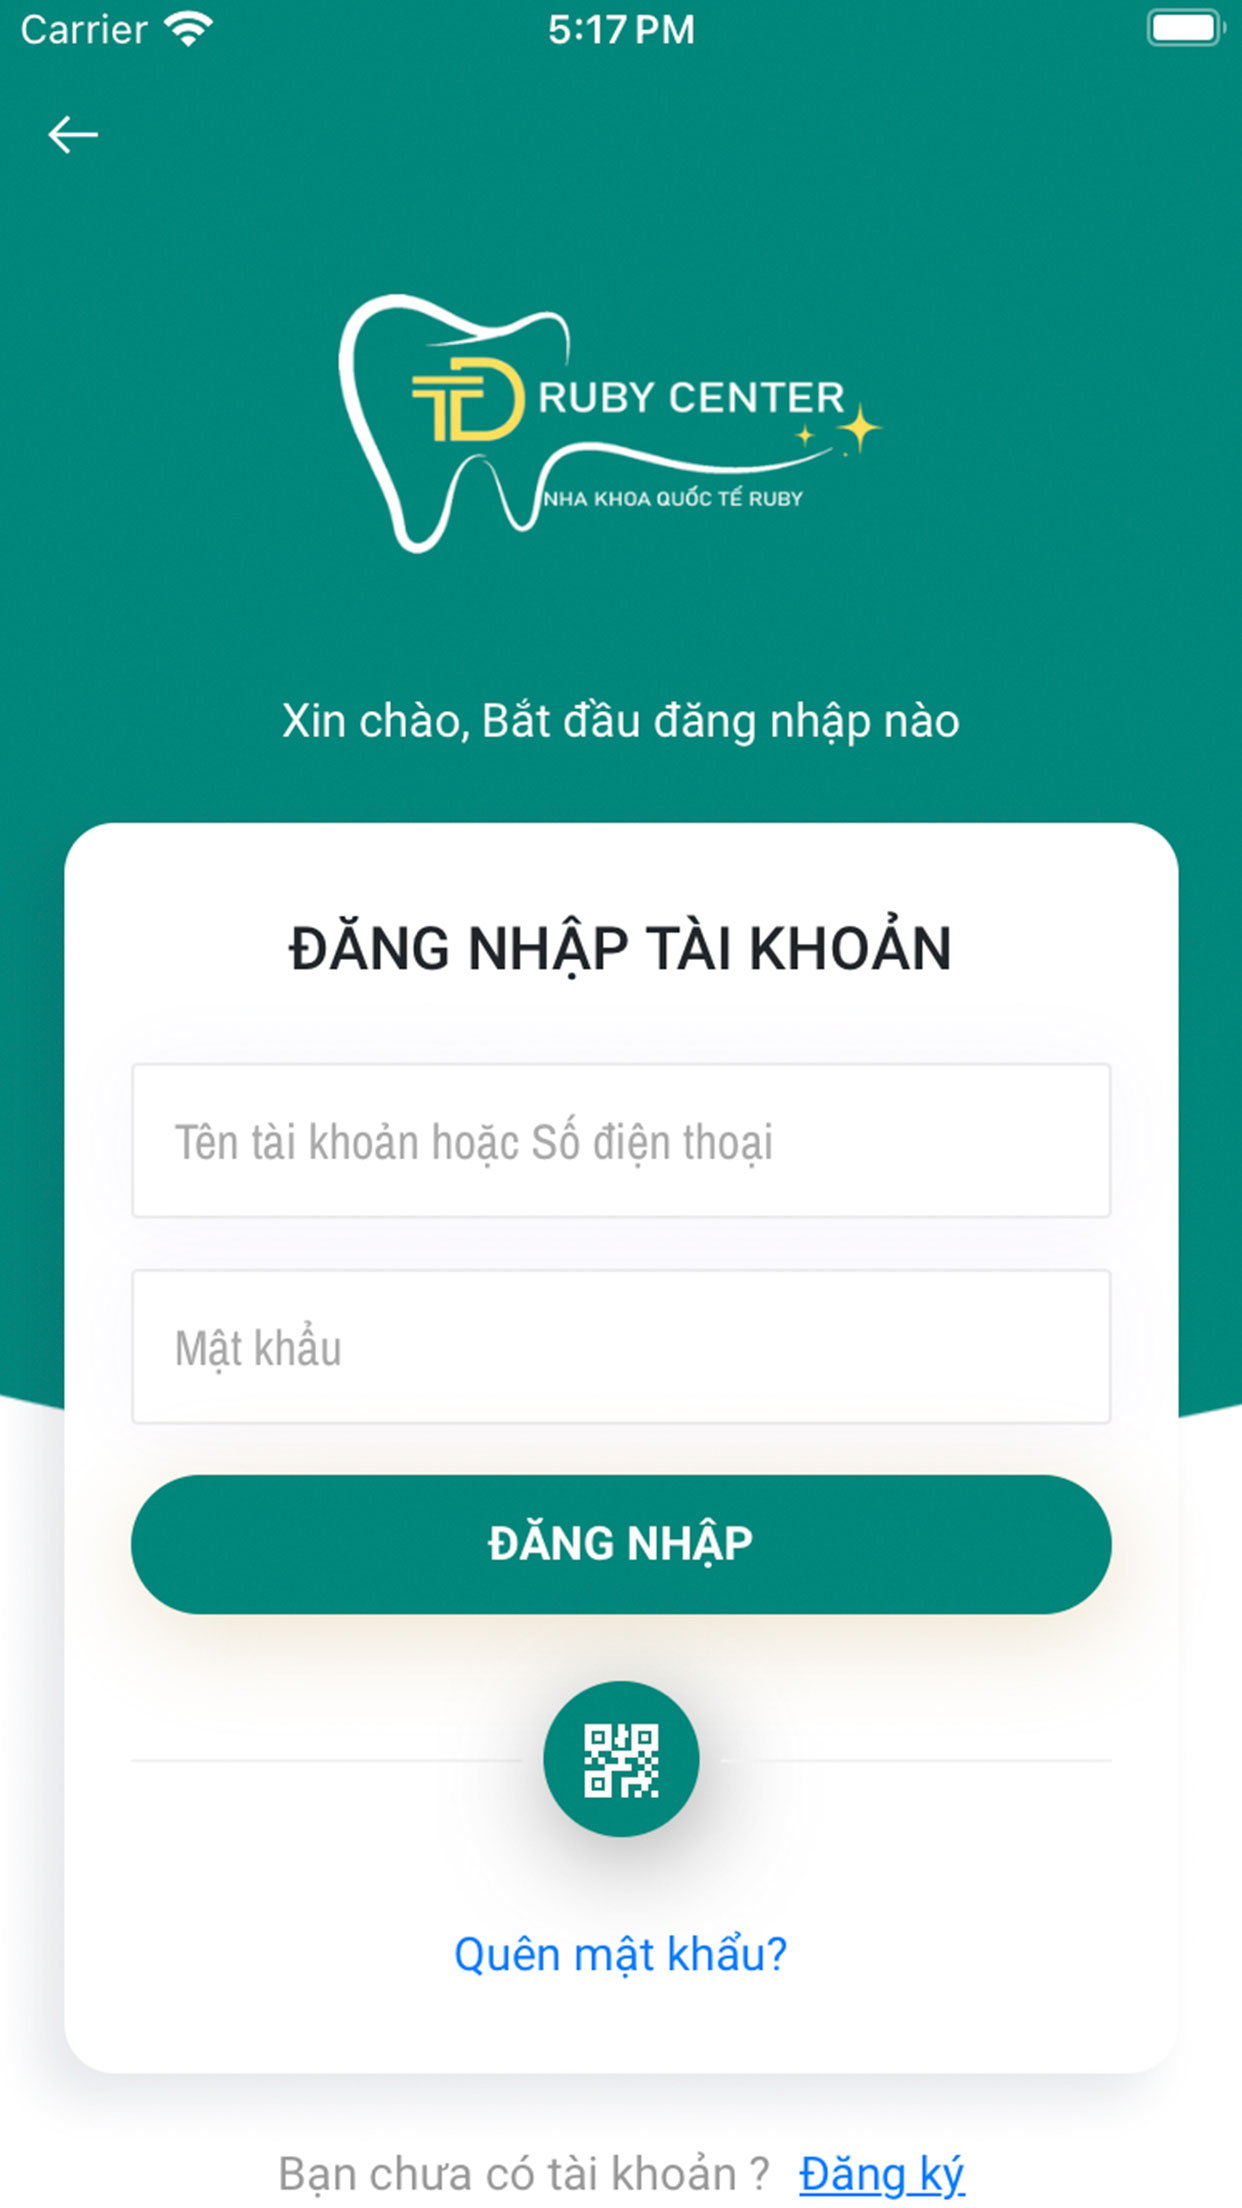 Carrier 5:17 PM
TD RUBY CENTER
NHA KHOA QUỐC TẾ RUBY
Xin chào, Bắt đầu đăng nhập nào
ĐĂNG NHẬP TÀI KHOẢN
Tên tài khoản hoặc Số điện thoại
Mật khẩu
ĐĂNG NHẬP
Quên mật khẩu?
Bạn chưa có tài khoản ? Đăng ký